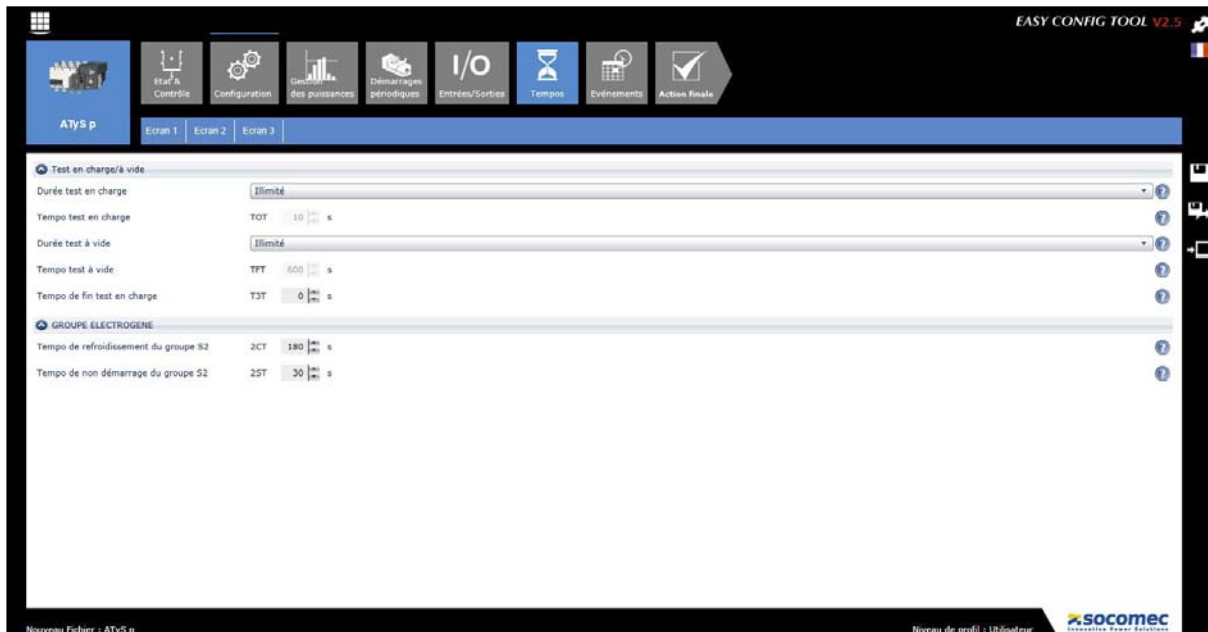 EASY CONFIG TOOL V2.5
ATyS p
Etat & Contrôle
Configuration
Gestion des puissances
Démarrages périodiques
I/O
Entrées/Sorties
Tempos
Evénements
Action finale
Ecran 1 Ecran 2 Ecran 3
Test en charge/à vide
Durée test en charge Illimité
Tempo test en charge TOT 10 s
Durée test à vide Illimité
Tempo test à vide TFT 600 s
Tempo de fin test en charge T3T 0 s
GROUPE ELECTROGENE
Tempo de refroidissement du groupe S2 2CT 180 s
Tempo de non démarrage du groupe S2 2ST 30 s
Nouveau Fichier : ATyS p
Niveau de profil : Utilisateur
socomec
Innovative Power Solutions